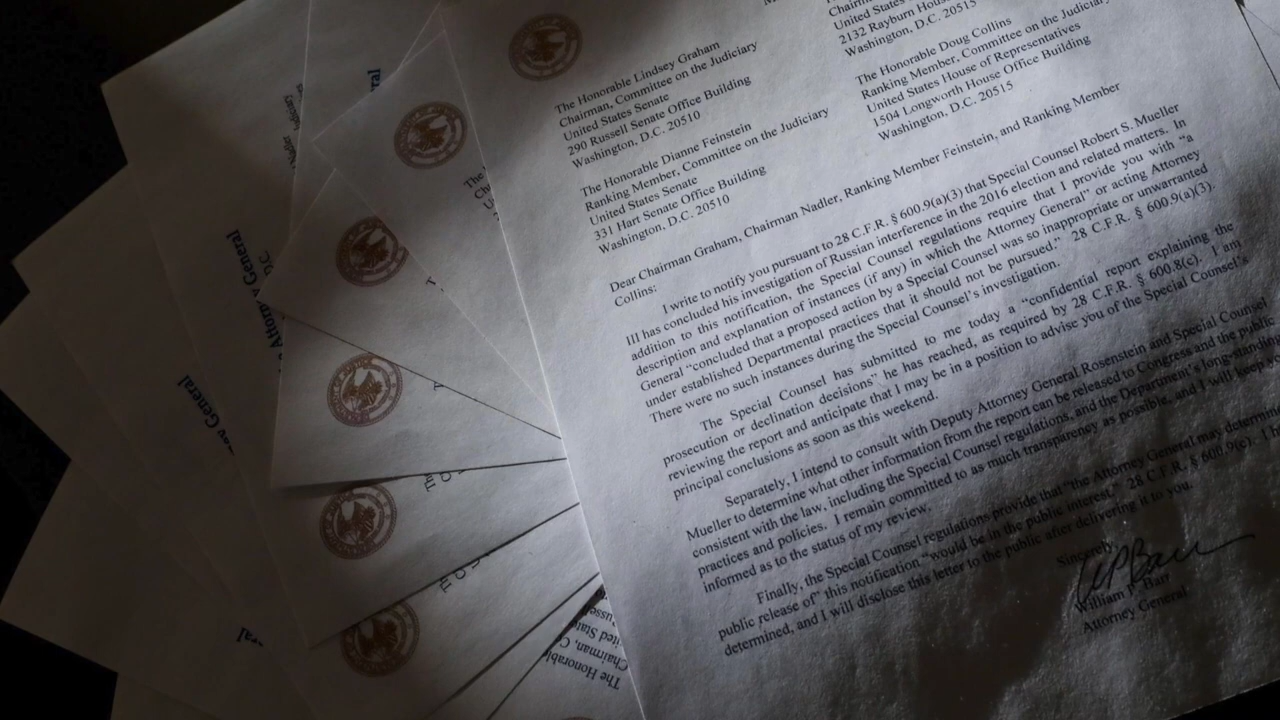 The Honorable Lindsey Graham
Chairman, Committee on the Judiciary
United States Senate
290 Russell Senate Office Building
Washington, D.C. 20510
The Honorable Dianne Feinstein
Ranking Member, Committee on the Judiciary
United States Senate
331 Hart Senate Office Building
Washington, D.C. 20510
United States
2132 Rayburn House
Washington, D.C. 20515
The Honorable Doug Collins
Ranking Member, Committee on the Judiciary
United States House of Representatives
1504 Longworth House Office Building
Washington, D.C. 20515
Dear Chairman Graham, Chairman Nadler, Ranking Member Feinstein, and Ranking Member
Collins:
I write to notify you pursuant to 28 C.F.R. § 600.9(a)(3) that Special Counsel Robert S. Mueller
III has concluded his investigation of Russian interference in the 2016 election and related matters. In
addition to this notification, the Special Counsel regulations require that I provide you with "a
description and explanation of instances (if any) in which the Attorney General" or acting Attorney
General "concluded that a proposed action by a Special Counsel was so inappropriate or unwarranted
under established Departmental practices that it should not be pursued." 28 C.F.R. § 600.9(a)(3).
There were no such instances during the Special Counsel's investigation.
The Special Counsel has submitted to me today a "confidential report explaining the
prosecution or declination decisions" he has reached, as required by 28 C.F.R. § 600.8(c). I am
reviewing the report and anticipate that I may be in a position to advise you of the Special Counsel's
principal conclusions as soon as this weekend.
Separately, I intend to consult with Deputy Attorney General Rosenstein and Special Counsel
Mueller to determine what other information from the report can be released to Congress and the public
consistent with the law, including the Special Counsel regulations, and the Department's long-standing
practices and policies. I remain committed to as much transparency as possible, and I will keep
informed as to the status of my review.
Finally, the Special Counsel regulations provide that "the Attorney General may determine
public release of" this notification "would be in the public interest." 28 C.F.R. § 600.9(c). I
determined, and I will disclose this letter to the public after delivering it to you.
Sincerely
William P. Barr
Attorney General
General
The Honorable
Chairman, C